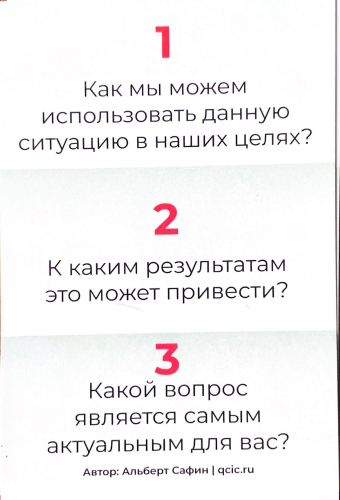 1
Как мы можем
использовать данную
ситуацию в наших целях?
2
К каким результатам
это может привести?
3
Какой вопрос
является самым
актуальным для вас?
Автор: Альберт Сафин | qcic.ru